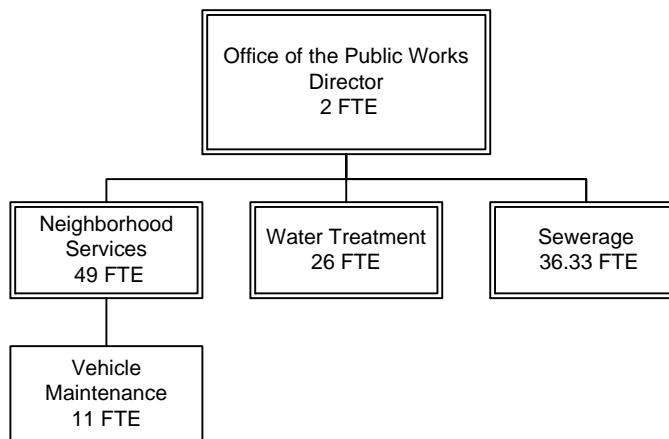 Office of the Public Works
Director
2 FTE
Neighborhood
Services
49 FTE
Water Treatment
26 FTE
Sewerage
36.33 FTE
Vehicle
Maintenance
11 FTE